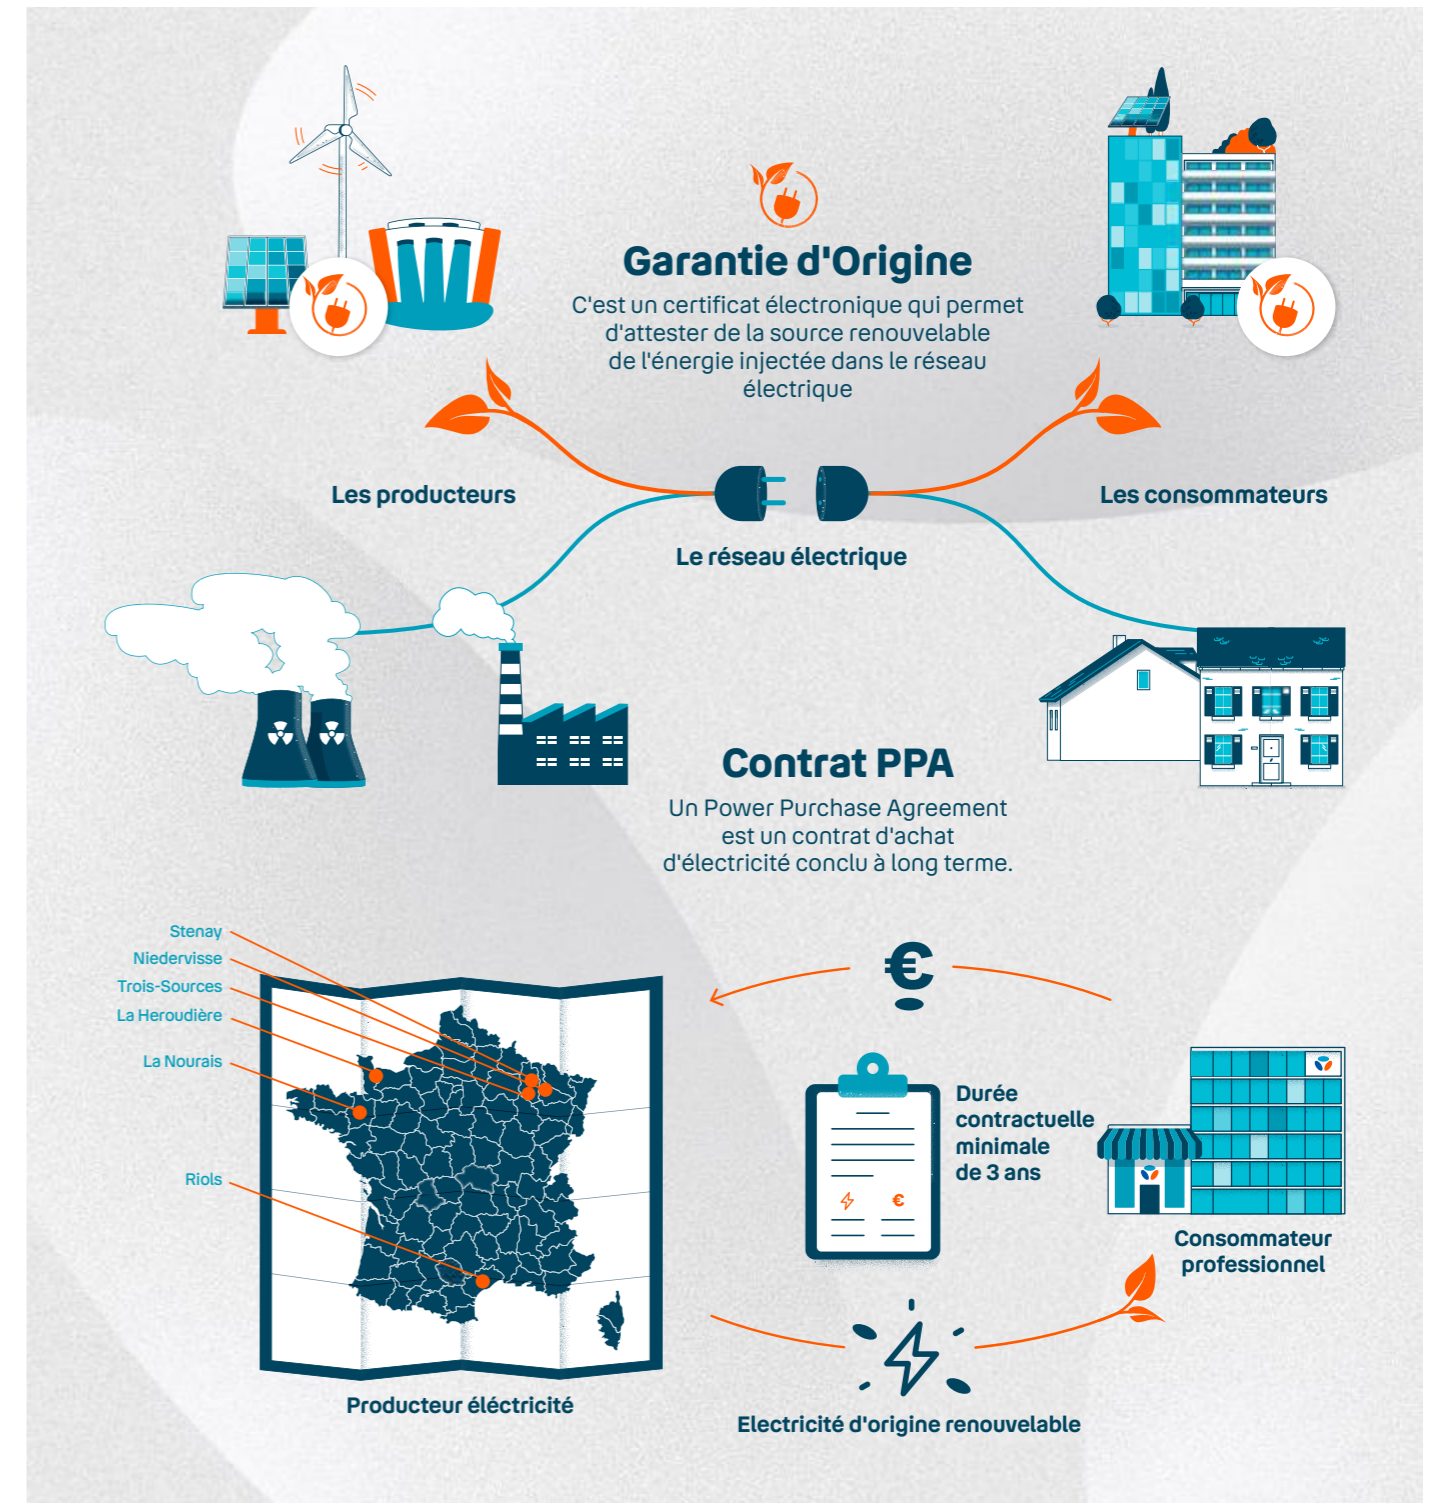 Garantie d'Origine
C'est un certificat électronique qui permet
d'attester de la source renouvelable
de l'énergie injectée dans le réseau
électrique
Les producteurs
Les consommateurs
Le réseau électrique
Contrat PPA
Un Power Purchase Agreement
est un contrat d'achat
d'électricité conclu à long terme.
Stenay
Niedervisse
Trois-Sources
La Heroudière
La Nourais
Riols
Producteur éléctricité
€
Durée
contractuelle
minimale
de 3 ans
€
Consommateur
professionnel
Electricité d'origine renouvelable